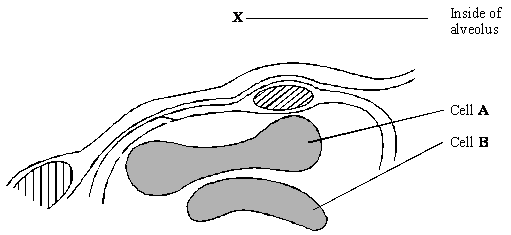 X
Inside of
alveolus
Cell A
Cell B